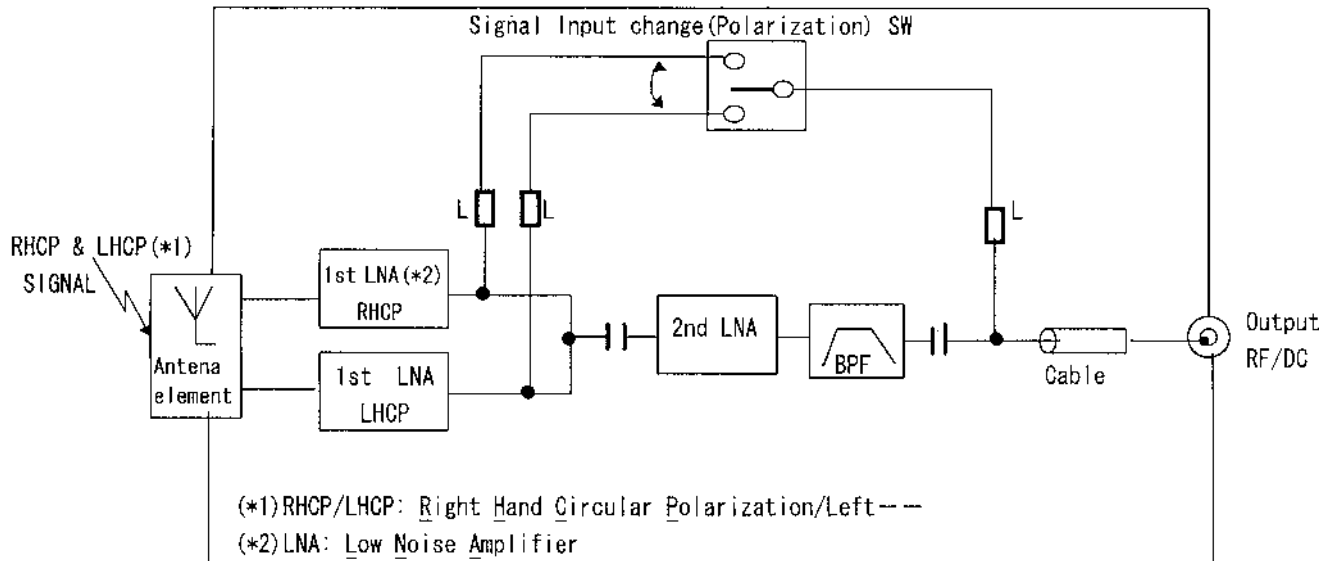 Signal Input change(Polarization) SW
L
L
L
RHCP & LHCP(*1)
SIGNAL
1st LNA(*2)
RHCP
2nd LNA
BPF
Output
RF/DC
Cable
Antena
element
1st LNA
LHCP
(*1)RHCP/LHCP: Right Hand Circular Polarization/Left---
(*2)LNA: Low Noise Amplifier